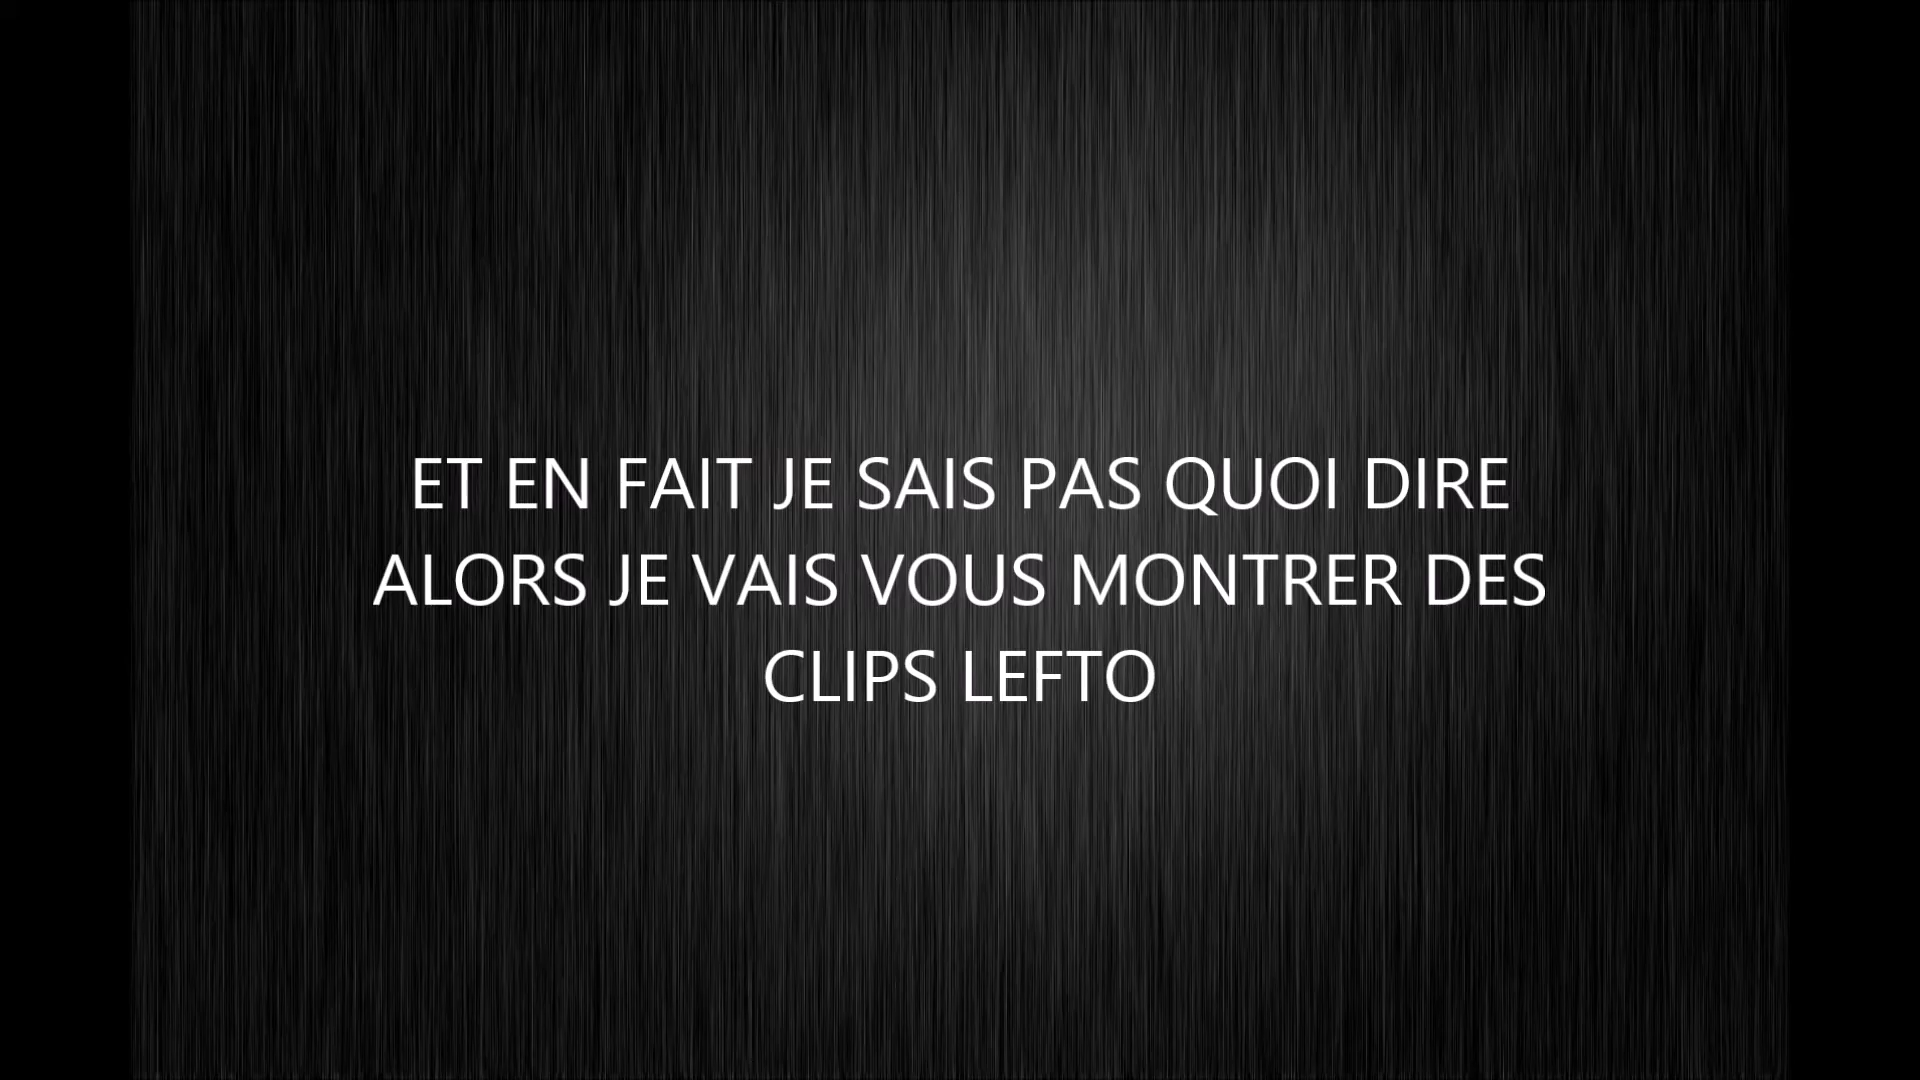 ET EN FAIT JE SAIS PAS QUOI DIRE
ALORS JE VAIS VOUS MONTRER DES
CLIPS LEFTO